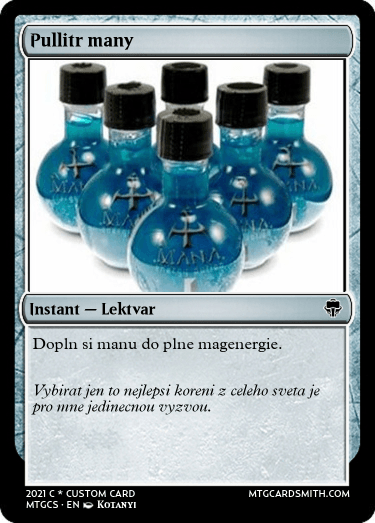 Pullitr many
MANA
MANA
MANA
Instant — Lektvar
Dopln si manu do plne magenergie.
Vybirat jen to nejlepsi koreni z celeho sveta je
pro mne jedinecnou vyzvou.
2021 C * CUSTOM CARD
MTGCARDSMITH.COM
MTGCS · EN KOTANYI